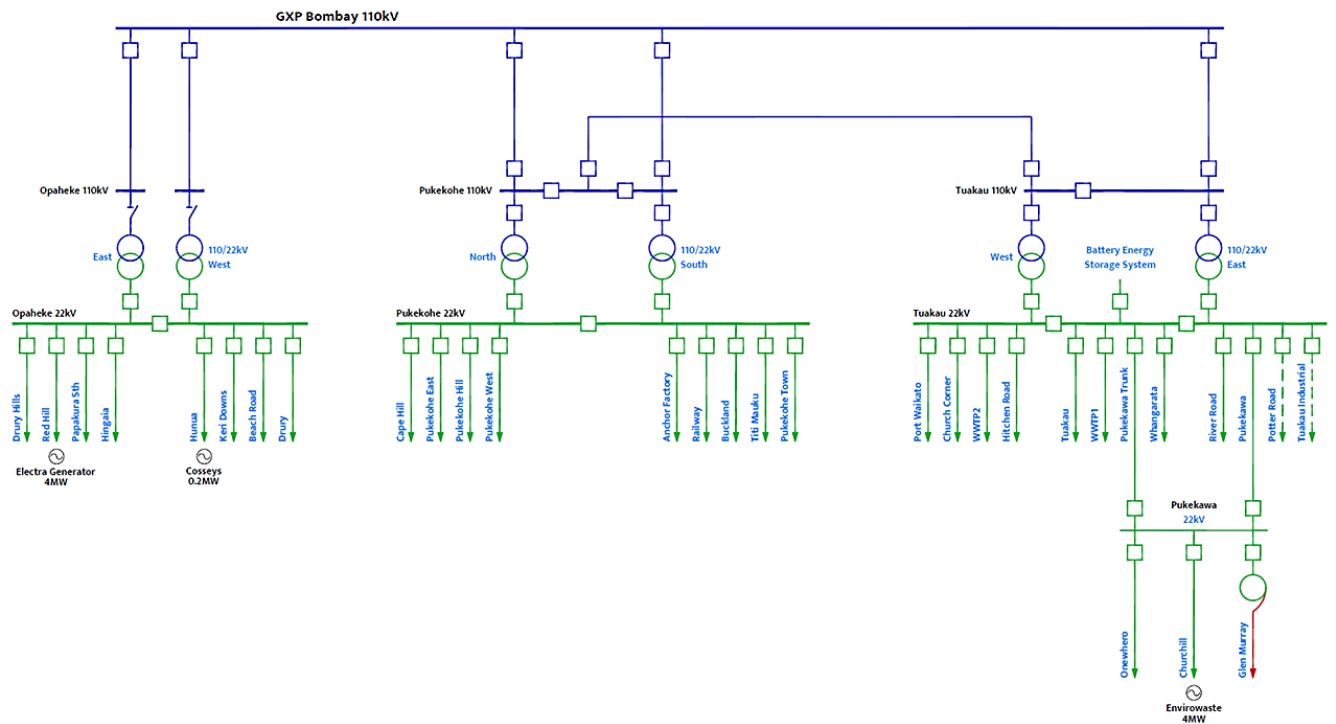 GXP Bombay 110kV
Opaheke 110kV
Pukekohe 110kV
Tuakau 110kV
East
110/22kV
West
North
110/22kV
South
West
Battery Energy
Storage System
110/22kV
East
Opaheke 22kV
Pukekohe 22kV
Tuakau 22kV
Drury Hills
Red Hill
Papakura Sth
Hingaia
Hunua
Keri Downs
Beach Road
Drury
Cape Hill
Pukekohe East
Pukekohe Hill
Pukekohe West
Anchor Factory
Railway
Buckland
Titi Mauku
Pukekohe Town
Port Waikato
Church Corner
WWTP2
Hitchen Road
Tuakau
WWTP1
Pukekawa Trunk
Whangarata
River Road
Pukekawa
Potter Road
Tuakau Industrial
Electra Generator
4MW
Cosseys
0.2MW
Pukekawa
22kV
Onewhero
Churchill
Glen Murray
Envirowaste
4MW